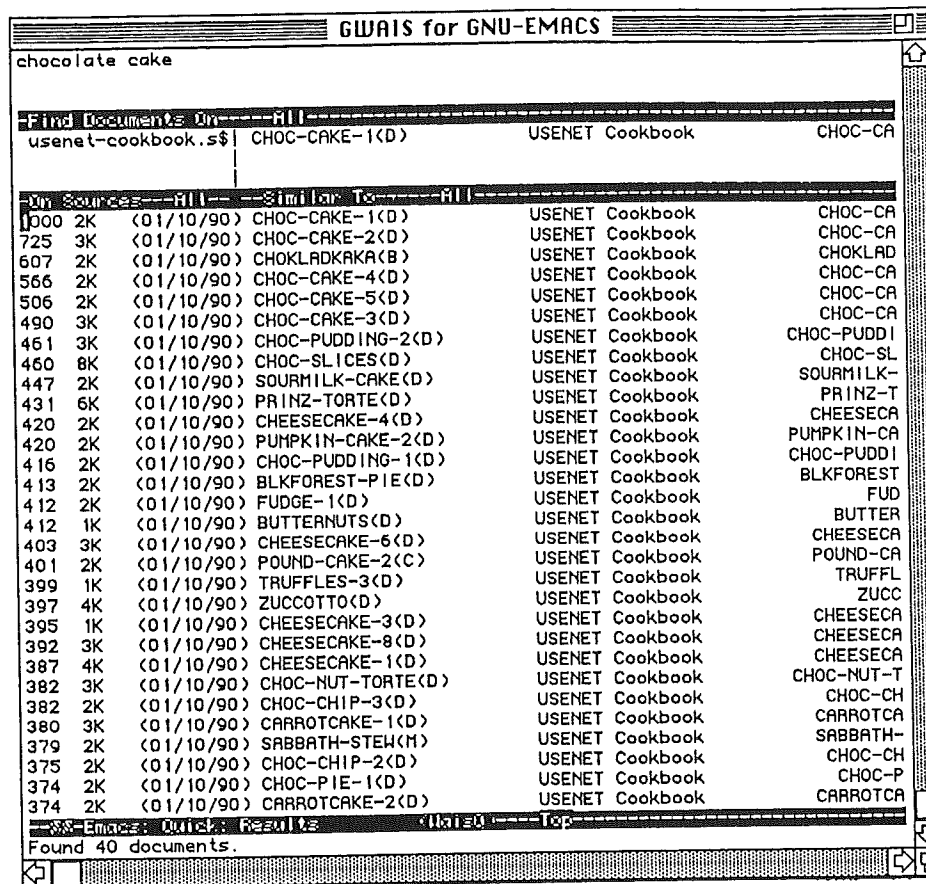 GWAIS for GNU-EMACS
chocolate cake
-Find Documents On-----All---
usenet-cookbook.s$| CHOC-CAKE-1(D) USENET Cookbook CHOC-CA
-On Sources---All--- ---Similar To-----All---
1000 2K (01/10/90) CHOC-CAKE-1(D) USENET Cookbook CHOC-CA
725 3K (01/10/90) CHOC-CAKE-2(D) USENET Cookbook CHOC-CA
607 2K (01/10/90) CHOKLADKAKA(B) USENET Cookbook CHOKLAD
566 2K (01/10/90) CHOC-CAKE-4(D) USENET Cookbook CHOC-CA
506 2K (01/10/90) CHOC-CAKE-5(D) USENET Cookbook CHOC-CA
490 3K (01/10/90) CHOC-CAKE-3(D) USENET Cookbook CHOC-CA
461 3K (01/10/90) CHOC-PUDDING-2(D) USENET Cookbook CHOC-PUDDI
460 8K (01/10/90) CHOC-SLICES(D) USENET Cookbook CHOC-SL
447 2K (01/10/90) SOURMILK-CAKE(D) USENET Cookbook SOURMILK-
431 6K (01/10/90) PRINZ-TORTE(D) USENET Cookbook PRINZ-T
420 2K (01/10/90) CHEESECAKE-4(D) USENET Cookbook CHEESECA
420 2K (01/10/90) PUMPKIN-CAKE-2(D) USENET Cookbook PUMPKIN-CA
416 2K (01/10/90) CHOC-PUDDING-1(D) USENET Cookbook CHOC-PUDDI
413 2K (01/10/90) BLKFOREST-PIE(D) USENET Cookbook BLKFOREST
412 2K (01/10/90) FUDGE-1(D) USENET Cookbook FUD
412 1K (01/10/90) BUTTERNUTS(D) USENET Cookbook BUTTER
403 3K (01/10/90) CHEESECAKE-6(D) USENET Cookbook CHEESECA
401 2K (01/10/90) POUND-CAKE-2(C) USENET Cookbook POUND-CA
399 1K (01/10/90) TRUFFLES-3(D) USENET Cookbook TRUFFL
397 4K (01/10/90) ZUCCOTTO(D) USENET Cookbook ZUCC
395 1K (01/10/90) CHEESECAKE-3(D) USENET Cookbook CHEESECA
392 3K (01/10/90) CHEESECAKE-8(D) USENET Cookbook CHEESECA
387 4K (01/10/90) CHEESECAKE-1(D) USENET Cookbook CHEESECA
382 3K (01/10/90) CHOC-NUT-TORTE(D) USENET Cookbook CHOC-NUT-T
382 2K (01/10/90) CHOC-CHIP-3(D) USENET Cookbook CHOC-CH
380 3K (01/10/90) CARROTCAKE-1(D) USENET Cookbook CARROTCA
379 2K (01/10/90) SABBATH-STEW(M) USENET Cookbook SABBATH-
375 2K (01/10/90) CHOC-CHIP-2(D) USENET Cookbook CHOC-CH
374 2K (01/10/90) CHOC-PIE-1(D) USENET Cookbook CHOC-P
374 2K (01/10/90) CARROTCAKE-2(D) USENET Cookbook CARROTCA
--%%-Emacs: Quick Results (WaisQ)----Top---
Found 40 documents.